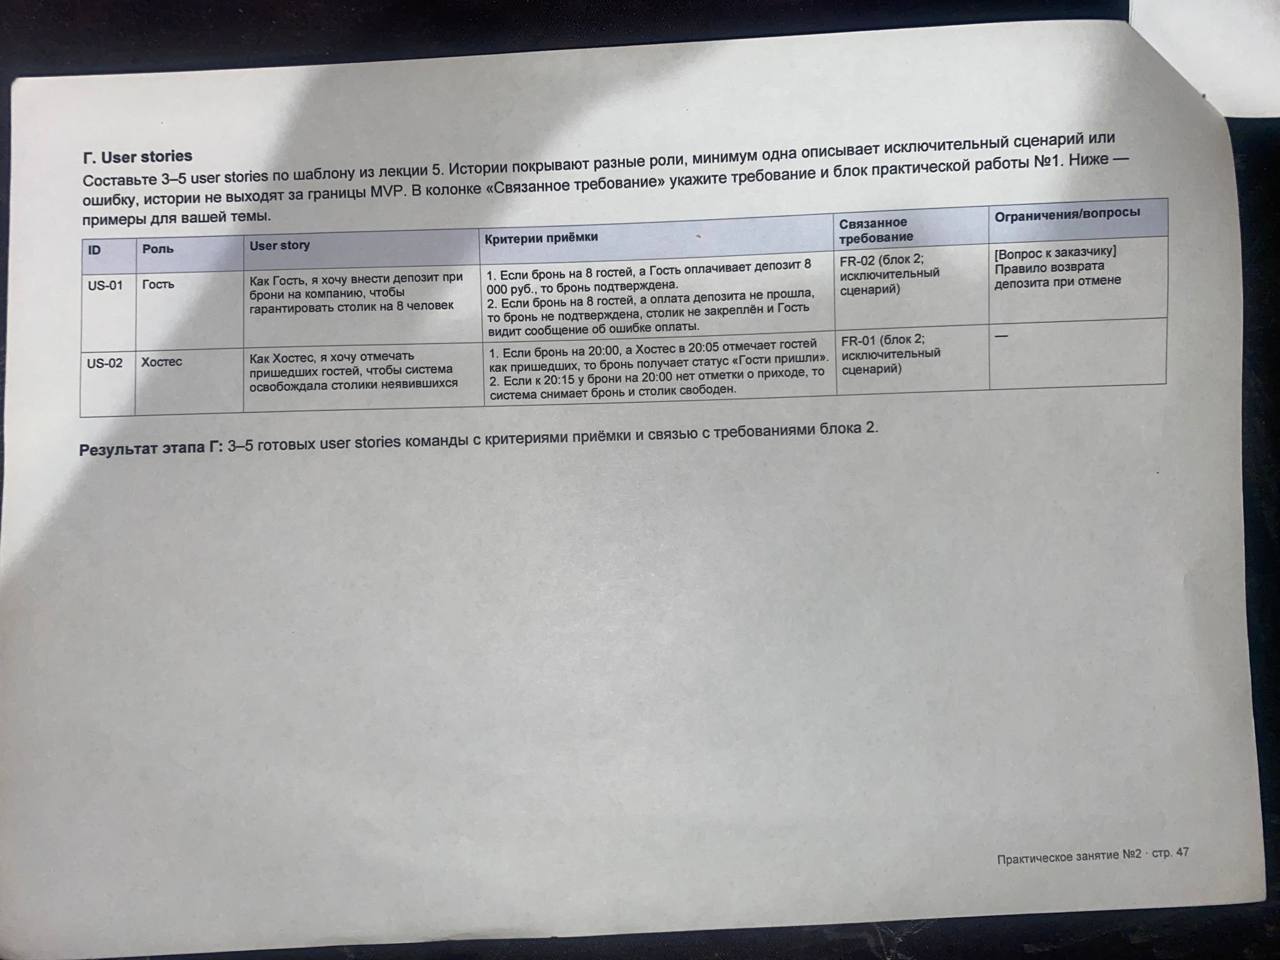 Г. User stories
Составьте 3–5 user stories по шаблону из лекции 5. Истории покрывают разные роли, минимум одна описывает исключительный сценарий или
ошибку, истории не выходят за границы MVP. В колонке «Связанное требование» укажите требование и блок практической работы №1. Ниже —
примеры для вашей темы.
ID
Роль
User story
Критерии приёмки
Связанное
требование
Ограничения/вопросы
US-01
Гость
Как Гость, я хочу внести депозит при
брони на компанию, чтобы
гарантировать столик на 8 человек
1. Если бронь на 8 гостей, а Гость оплачивает депозит 8
000 руб., то бронь подтверждена.
2. Если бронь на 8 гостей, а оплата депозита не прошла,
то бронь не подтверждена, столик не закреплён и Гость
видит сообщение об ошибке оплаты.
FR-02 (блок 2;
исключительный
сценарий)
[Вопрос к заказчику]
Правило возврата
депозита при отмене
US-02
Хостес
Как Хостес, я хочу отмечать
пришедших гостей, чтобы система
освобождала столики неявившихся
1. Если бронь на 20:00, а Хостес в 20:05 отмечает гостей
как пришедших, то бронь получает статус «Гости пришли».
2. Если к 20:15 у брони на 20:00 нет отметки о приходе, то
система снимает бронь и столик свободен.
FR-01 (блок 2;
исключительный
сценарий)
—
Результат этапа Г: 3–5 готовых user stories команды с критериями приёмки и связью с требованиями блока 2.
Практическое занятие №2 · стр. 47